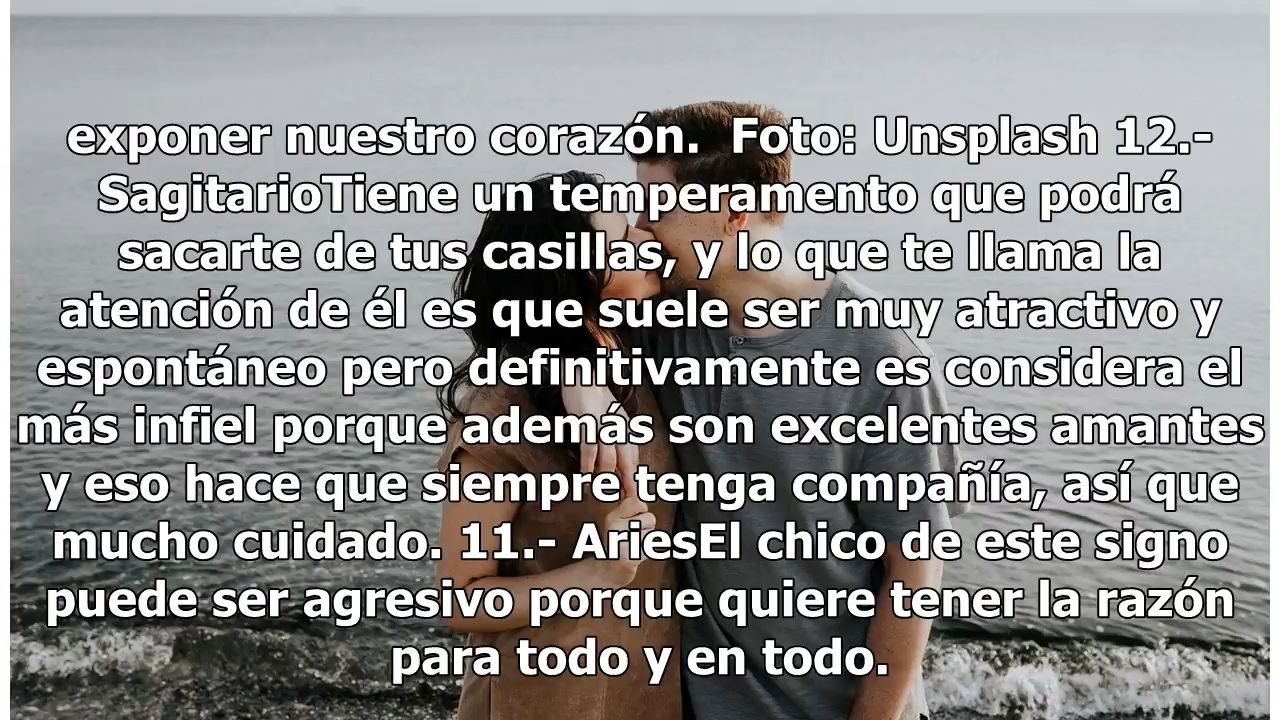 exponer nuestro corazón.  Foto: Unsplash 12.-
SagitarioTiene un temperamento que podrá
sacarte de tus casillas, y lo que te llama la
atención de él es que suele ser muy atractivo y
espontáneo pero definitivamente es considera el
más infiel porque además son excelentes amantes
y eso hace que siempre tenga compañía, así que
mucho cuidado. 11.- AriesEl chico de este signo
puede ser agresivo porque quiere tener la razón
para todo y en todo.